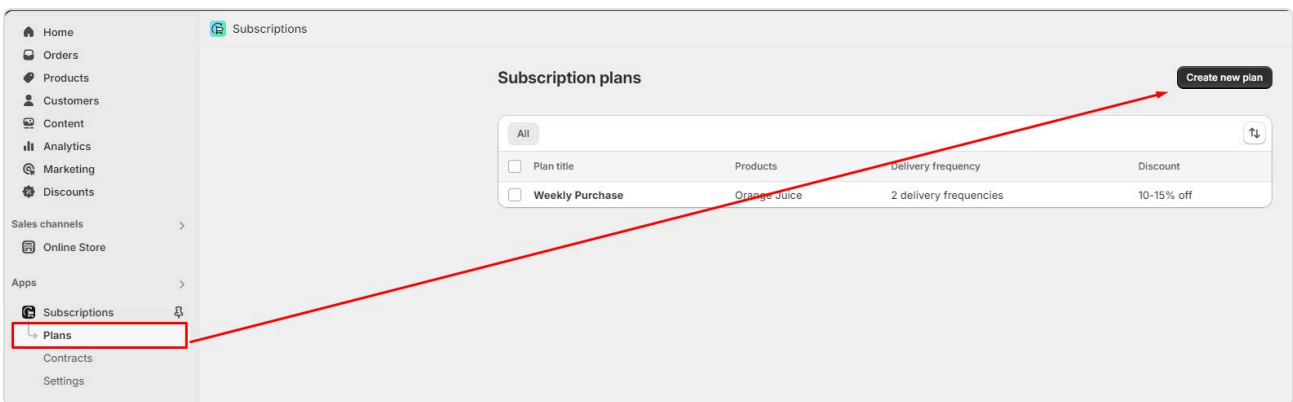 Home
Orders
Products
Customers
Content
Analytics
Marketing
Discounts
Sales channels
Online Store
Apps
Subscriptions
Plans
Contracts
Settings
Subscriptions
Subscription plans
Create new plan
All
Plan title Products Delivery frequency Discount
Weekly Purchase Orange Juice 2 delivery frequencies 10-15% off